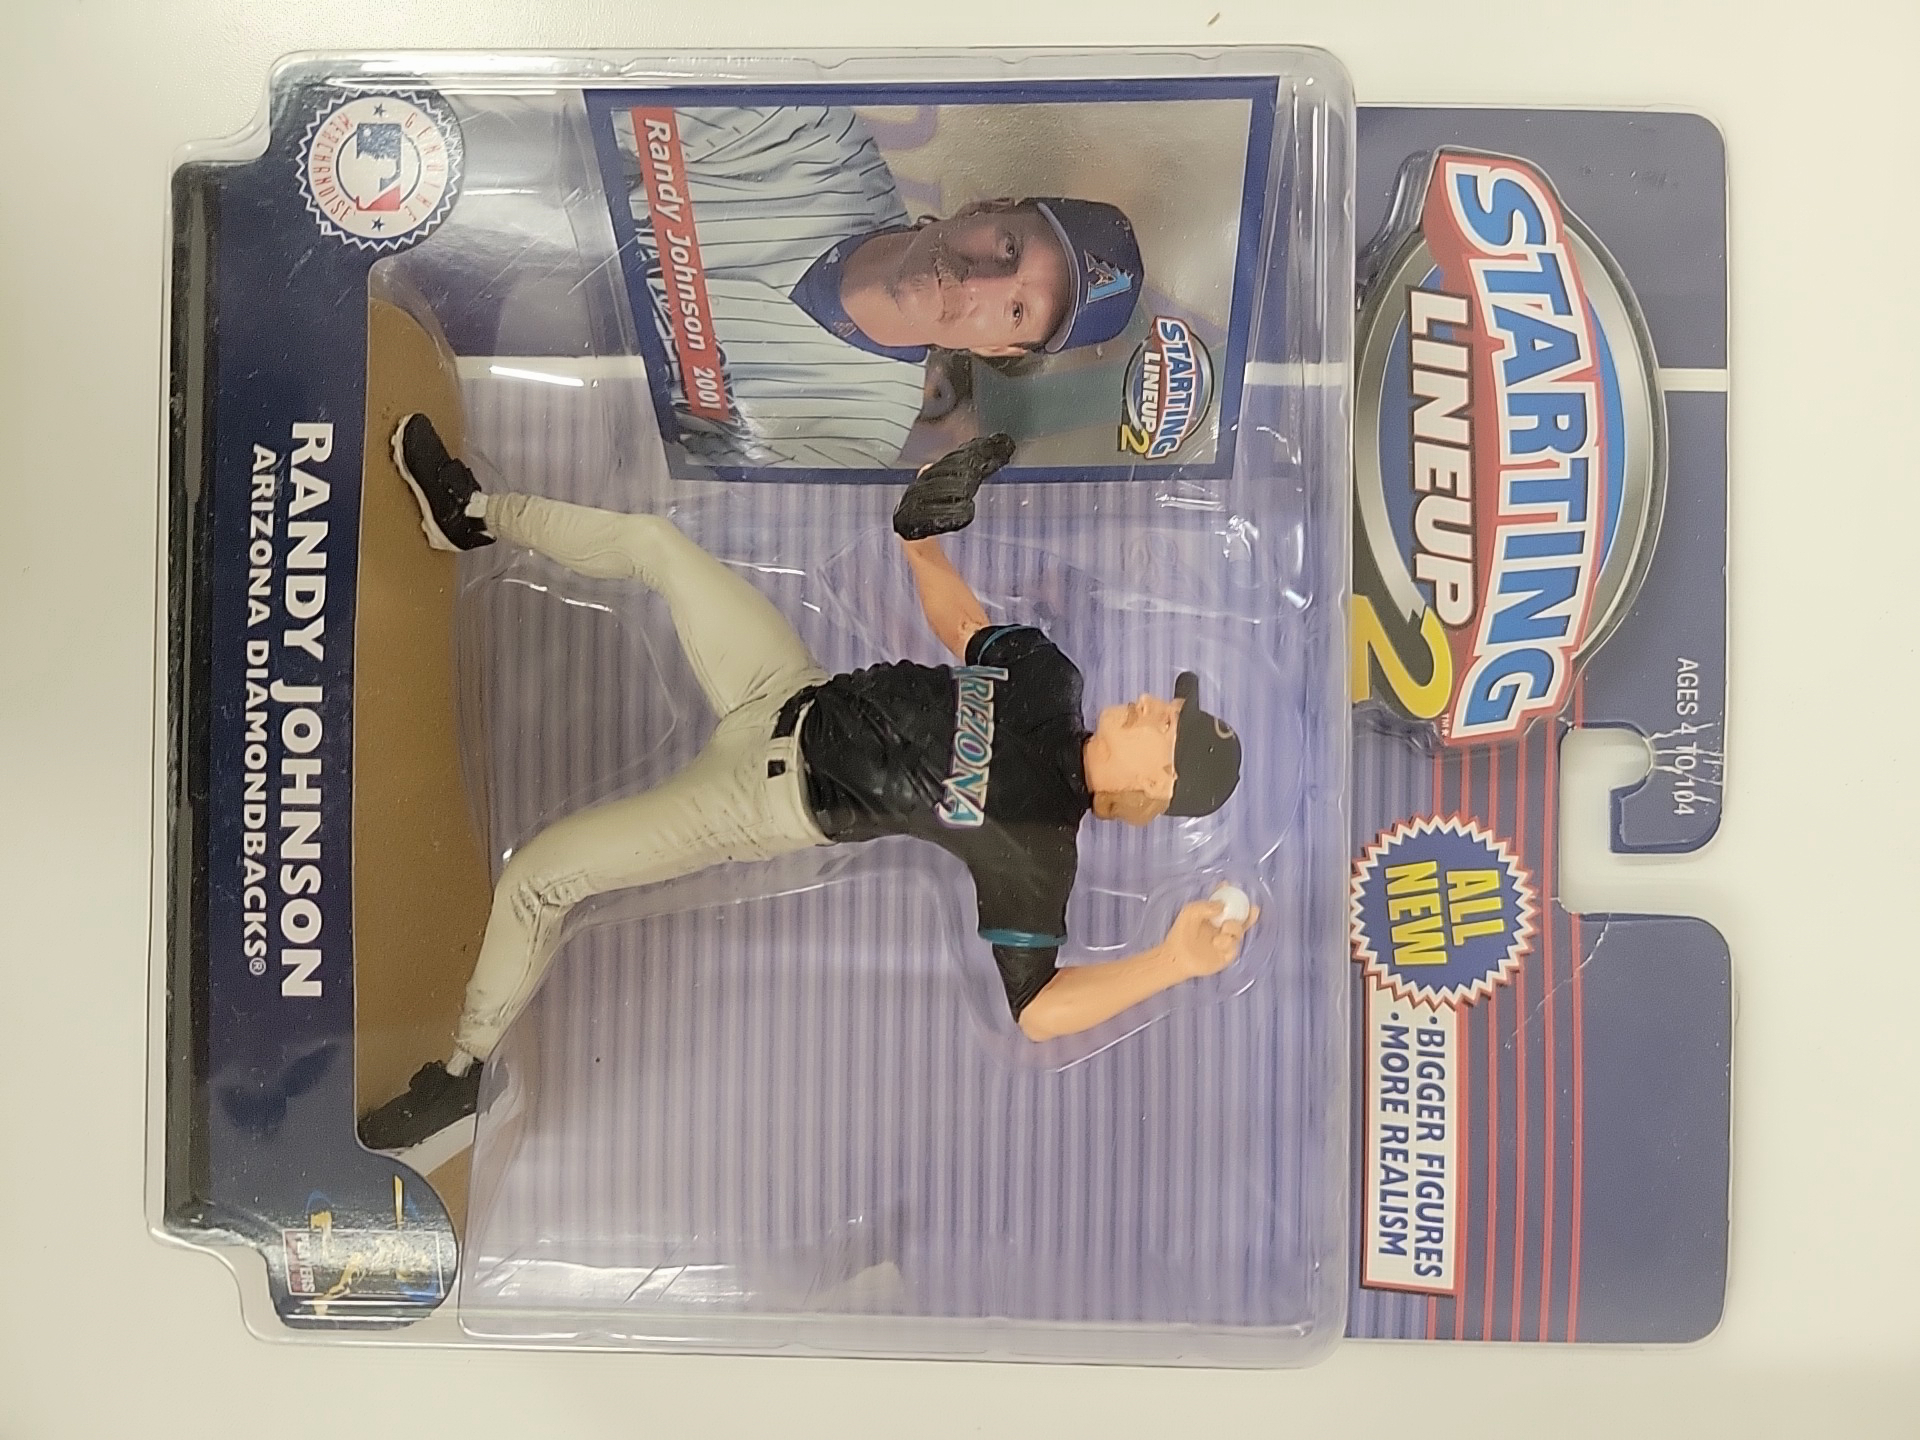 AGES 4 TO 104
STARTING
LINEUP
2
TM*
ALL
NEW
·BIGGER FIGURES
·MORE REALISM
STARTING
LINEUP
2
Randy Johnson 2001
ARIZONA
GENUINE
MERCHANDISE
RANDY JOHNSON
ARIZONA DIAMONDBACKS®